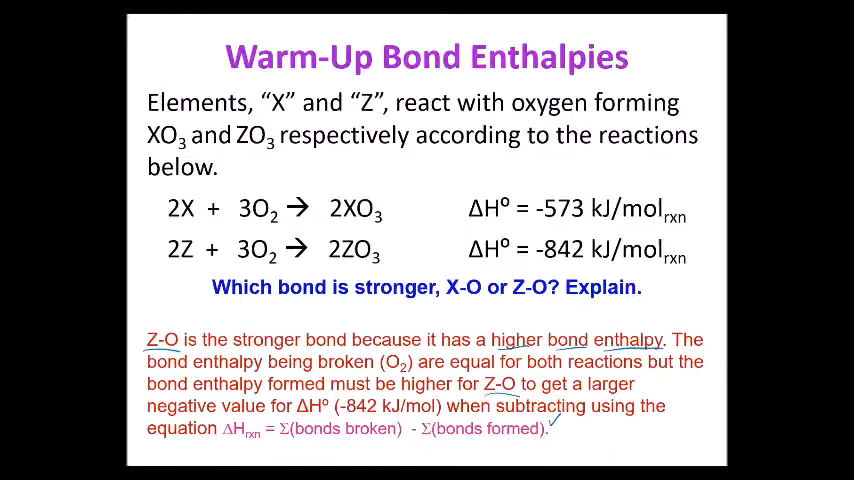 Warm-Up Bond Enthalpies
Elements, “X” and “Z”, react with oxygen forming
XO₃ and ZO₃ respectively according to the reactions
below.
2X + 3O₂ → 2XO₃ ΔHº = -573 kJ/molᵣₓₙ
2Z + 3O₂ → 2ZO₃ ΔHº = -842 kJ/molᵣₓₙ
Which bond is stronger, X-O or Z-O? Explain.
Z-O is the stronger bond because it has a higher bond enthalpy. The
bond enthalpy being broken (O₂) are equal for both reactions but the
bond enthalpy formed must be higher for Z-O to get a larger
negative value for ΔHº (-842 kJ/mol) when subtracting using the
equation ΔHᵣₓₙ = Σ(bonds broken) - Σ(bonds formed).